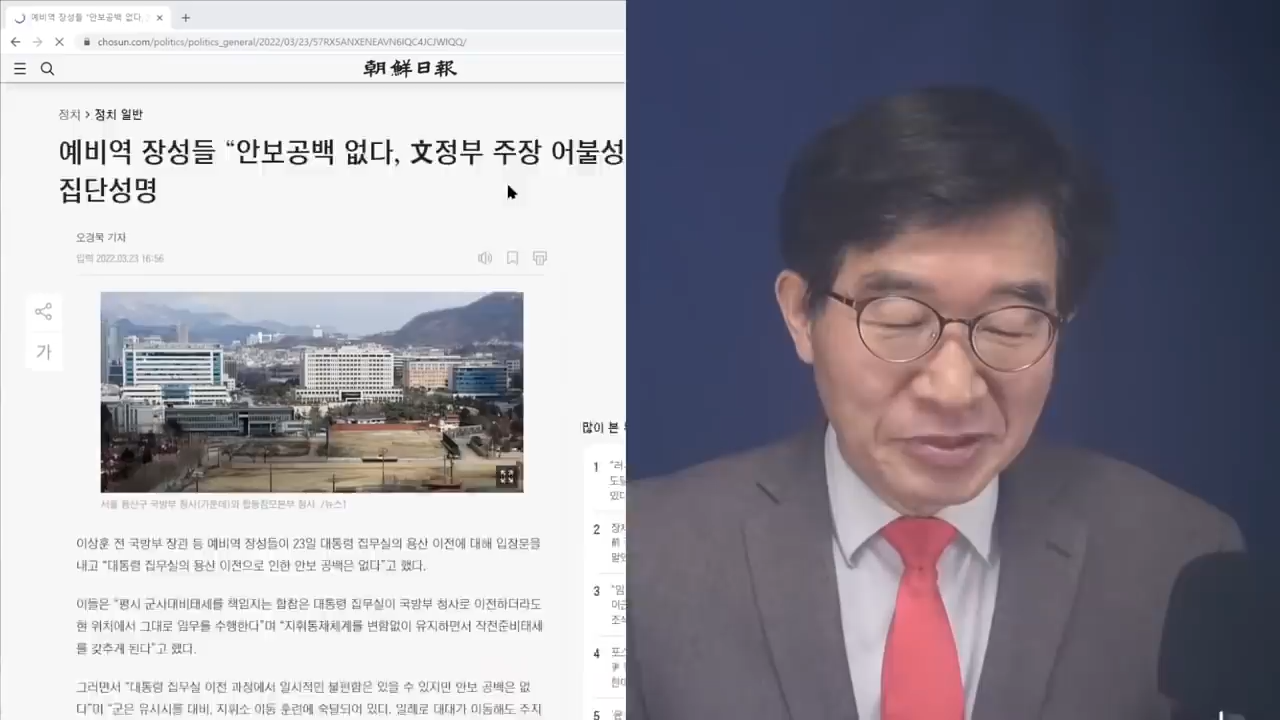 예비역 장성들 "안보공백 없다,
chosun.com/politics/politics_general/2022/03/23/57RX5ANXENEAVN6IQC4JCJWIQQ/
朝鮮日報
정치 > 정치 일반
예비역 장성들 “안보공백 없다, 文정부 주장 어불성
집단성명
오경묵 기자
입력 2022.03.23 16:56
가
서울 용산구 국방부 청사(가운데)와 합동참모본부 청사. /뉴스1
많이 본
이상훈 전 국방부 장관 등 예비역 장성들이 23일 대통령 집무실의 용산 이전에 대해 입장문을
내고 “대통령 집무실의 용산 이전으로 인한 안보 공백은 없다”고 했다.
이들은 “평시 군사대비태세를 책임지는 합참은 대통령 집무실이 국방부 청사로 이전하더라도
현 위치에서 그대로 임무를 수행한다”며 “지휘통제체계를 변함없이 유지하면서 작전준비태세
를 갖추게 된다”고 했다.
그러면서 “대통령 집무실 이전 과정에서 일시적인 불편함은 있을 수 있지만 안보 공백은 없
다”며 “군은 유사시를 대비, 지휘소 이동 훈련에 숙달되어 있다. 일례로 대대가 이동해도 주지
1 “러
있다
2 장
前
말
3 “밈
조
4 포스
현
5